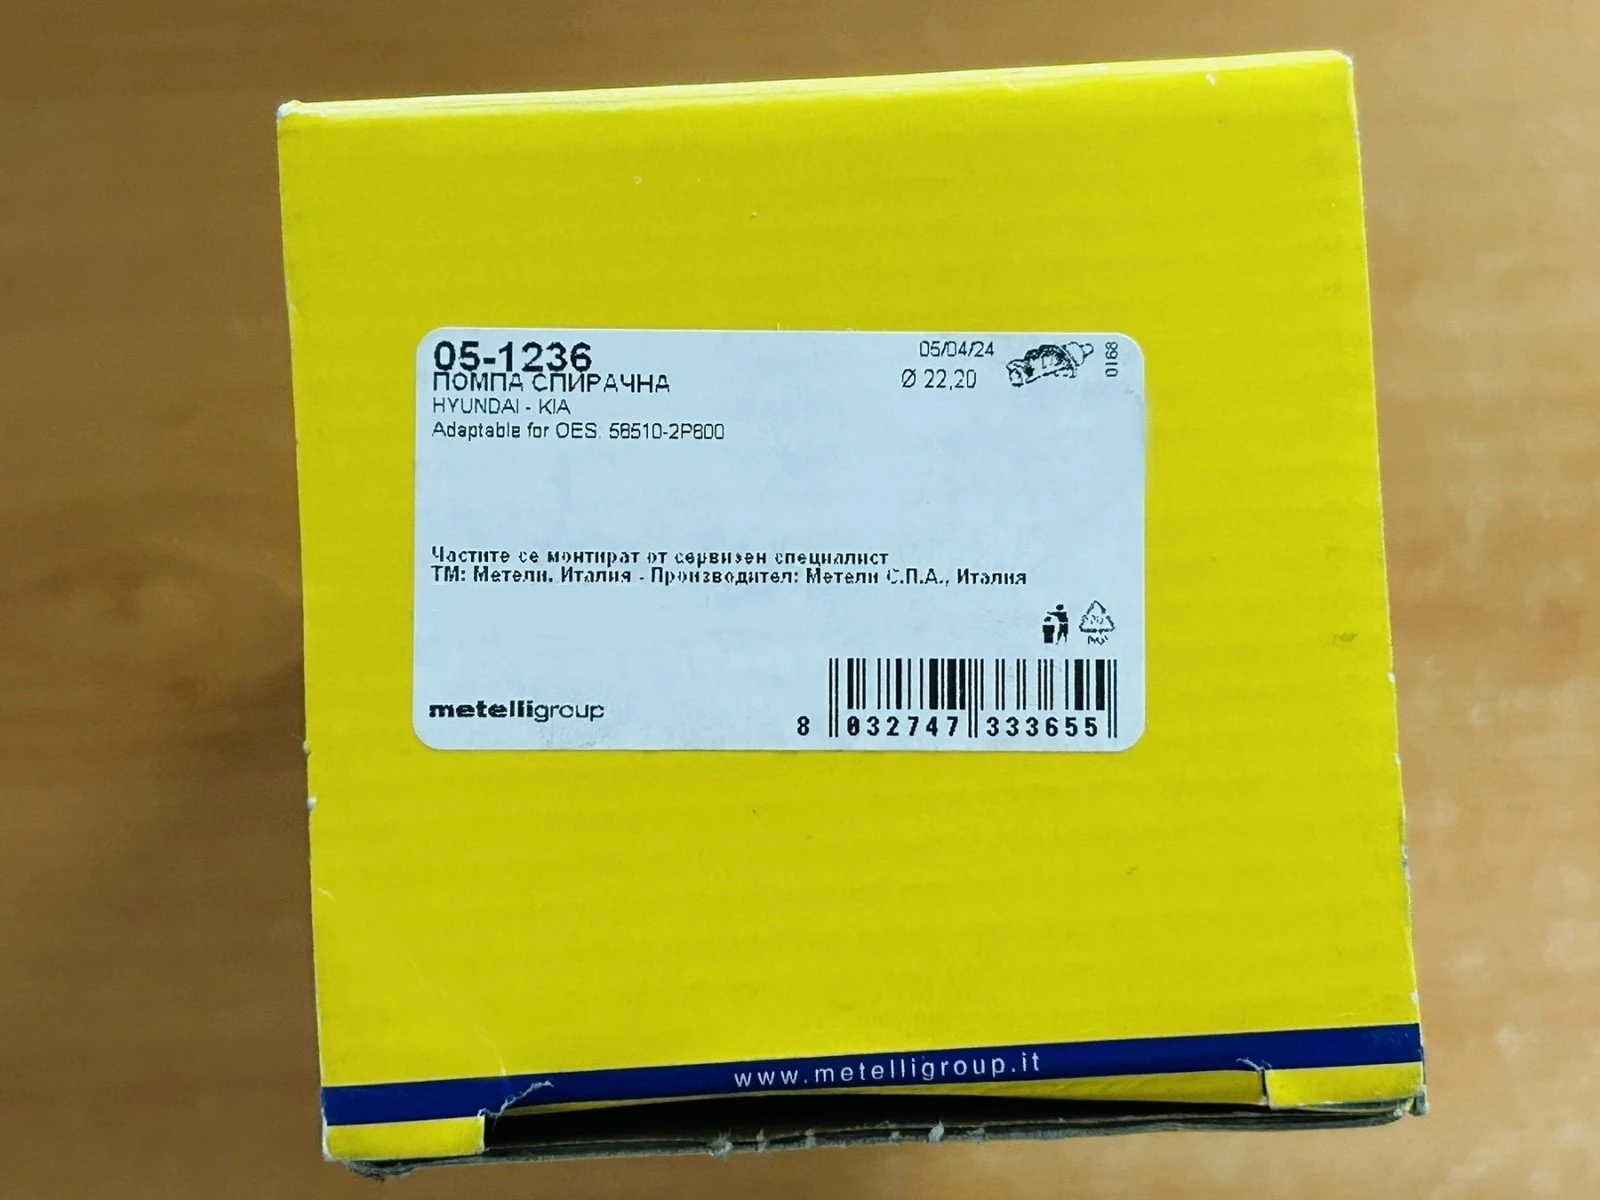 05-1236
05/04/24
0168
ПОМПА СПИРАЧНА
Ø 22,20
HYUNDAI - KIA
Adaptable for OES: 58510-2P800
Частите се монтират от сервизен специалист
ТМ: Метели, Италия - Производител: Метели С.П.А., Италия
metelligroup
8 032747 333655
www.metelligroup.it